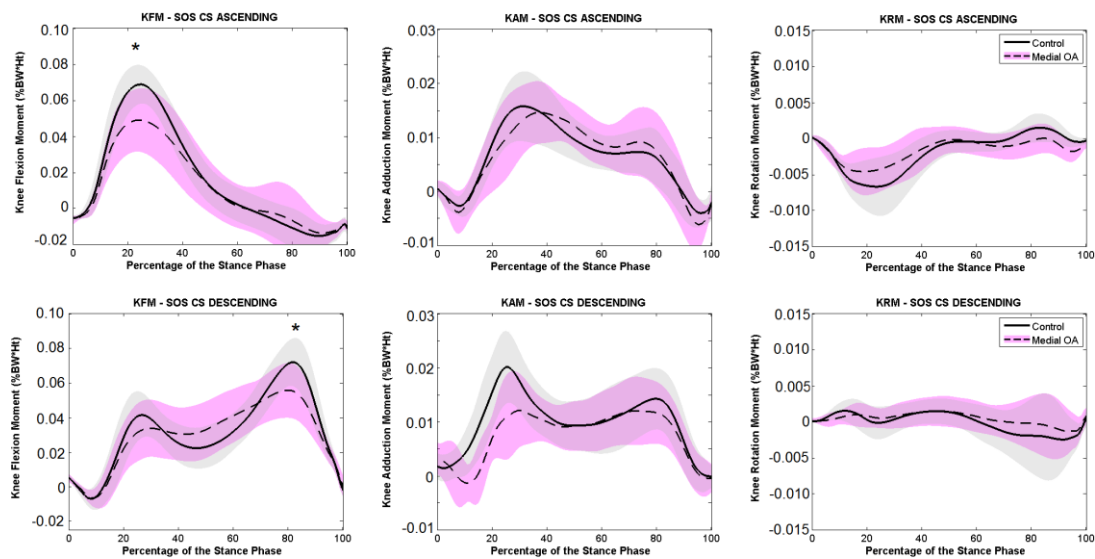 KFM - SOS CS ASCENDING
Knee Flexion Moment (%BW*Ht)
0.10
0.08
0.06
0.04
0.02
0
-0.02
*
0 20 40 60 80 100
Percentage of the Stance Phase
KAM - SOS CS ASCENDING
Knee Adduction Moment (%BW*Ht)
0.03
0.02
0.01
0
-0.01
0 20 40 60 80 100
Percentage of the Stance Phase
KRM - SOS CS ASCENDING
Knee Rotation Moment (%BW*Ht)
0.015
0.010
0.005
0
-0.005
-0.010
-0.015
Control
Medial OA
0 20 40 60 80 100
Percentage of the Stance Phase
KFM - SOS CS DESCENDING
Knee Flexion Moment (%BW*Ht)
0.10
0.08
0.06
0.04
0.02
0
-0.02
*
0 20 40 60 80 100
Percentage of the Stance Phase
KAM - SOS CS DESCENDING
Knee Adduction Moment (%BW*Ht)
0.03
0.02
0.01
0
-0.01
0 20 40 60 80 100
Percentage of the Stance Phase
KRM - SOS CS DESCENDING
Knee Rotation Moment (%BW*Ht)
0.015
0.010
0.005
0
-0.005
-0.010
-0.015
Control
Medial OA
0 20 40 60 80 100
Percentage of the Stance Phase